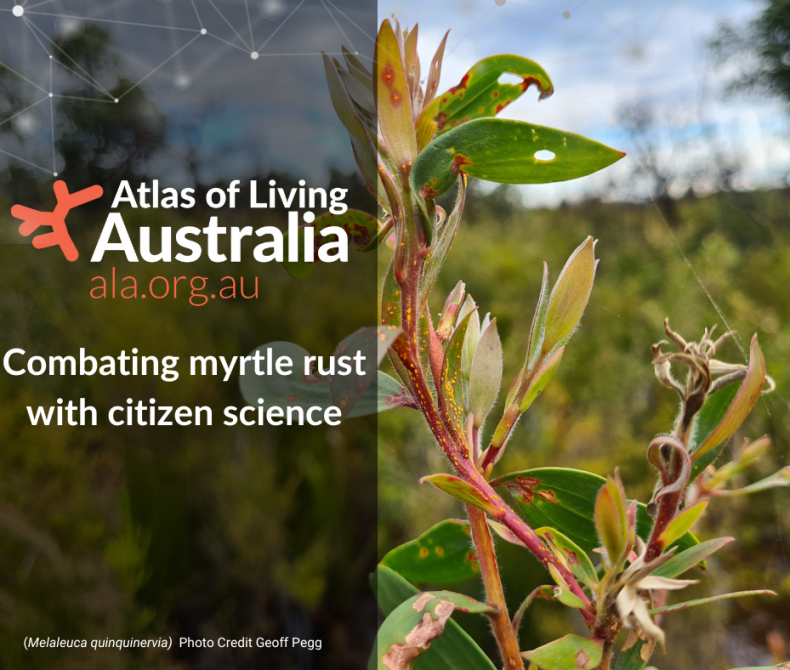 Atlas of Living
Australia
ala.org.au
Combating myrtle rust
with citizen science
(Melaleuca quinquinervia) Photo Credit Geoff Pegg